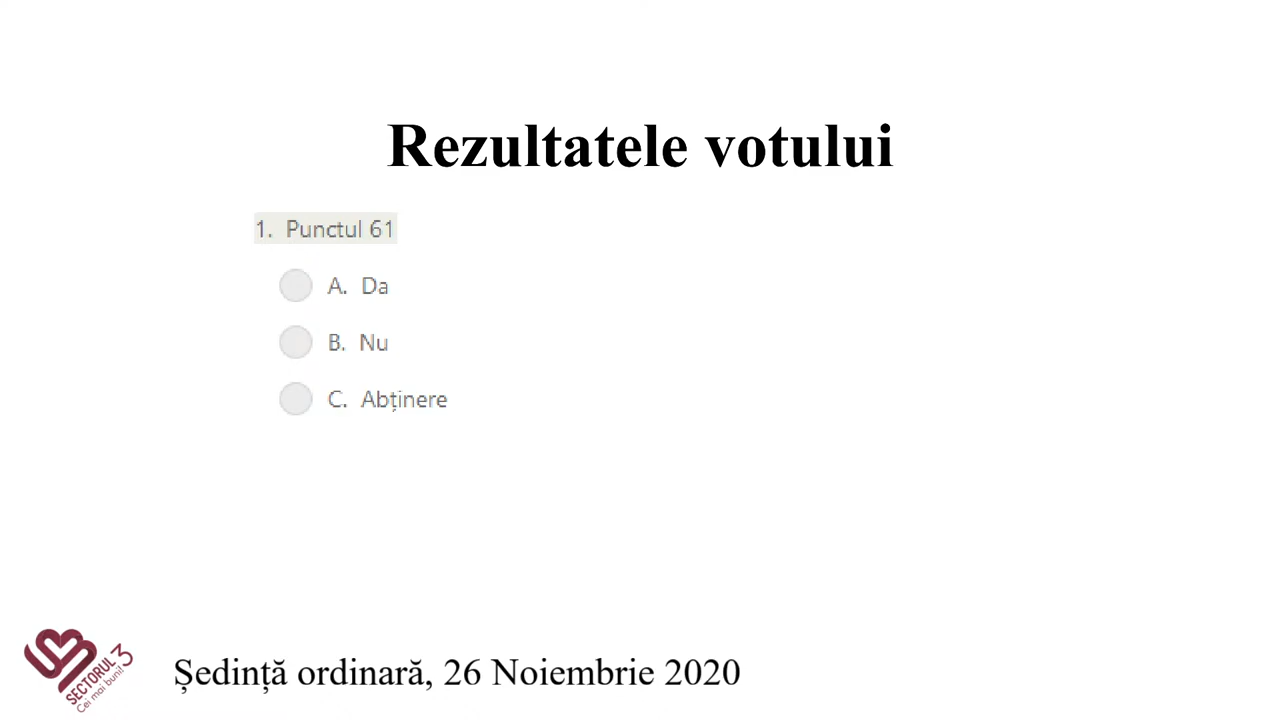 Rezultatele votului
1. Punctul 61
A. Da
B. Nu
C. Abținere
SECTORUL 3
Cei mai buni!
Ședință ordinară, 26 Noiembrie 2020